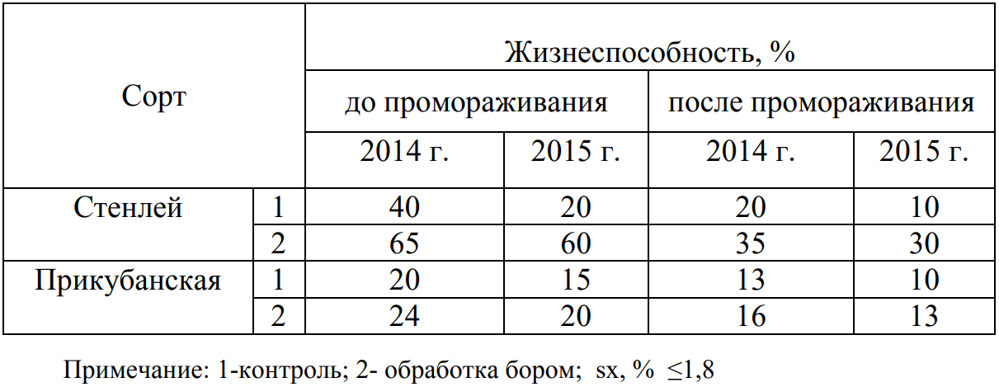 Сорт
Жизнеспособность, %
до промораживания после промораживания
2014 г. 2015 г. 2014 г. 2015 г.
Стенлей 1 40 20 20 10
2 65 60 35 30
Прикубанская 1 20 15 13 10
2 24 20 16 13
Примечание: 1-контроль; 2- обработка бором; sx, % ≤1,8